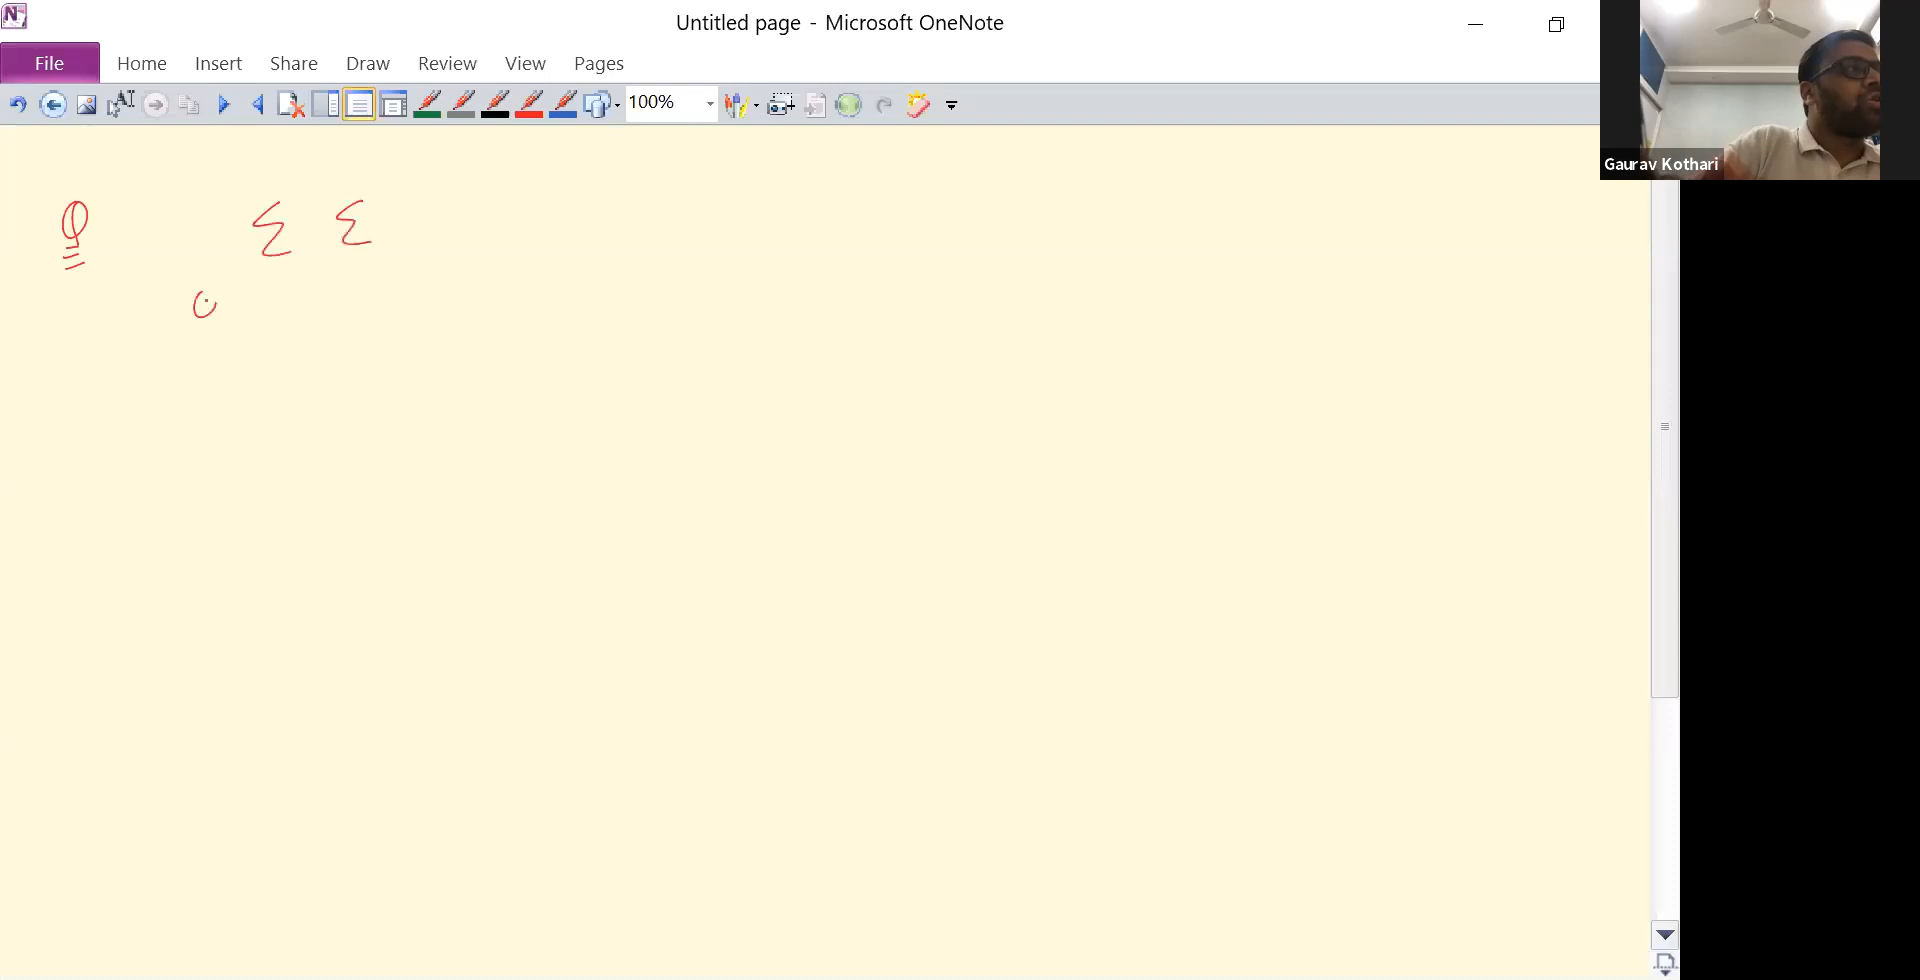 Untitled page - Microsoft OneNote
File Home Insert Share Draw Review View Pages
100%
Gaurav Kothari
Q Σ Σ